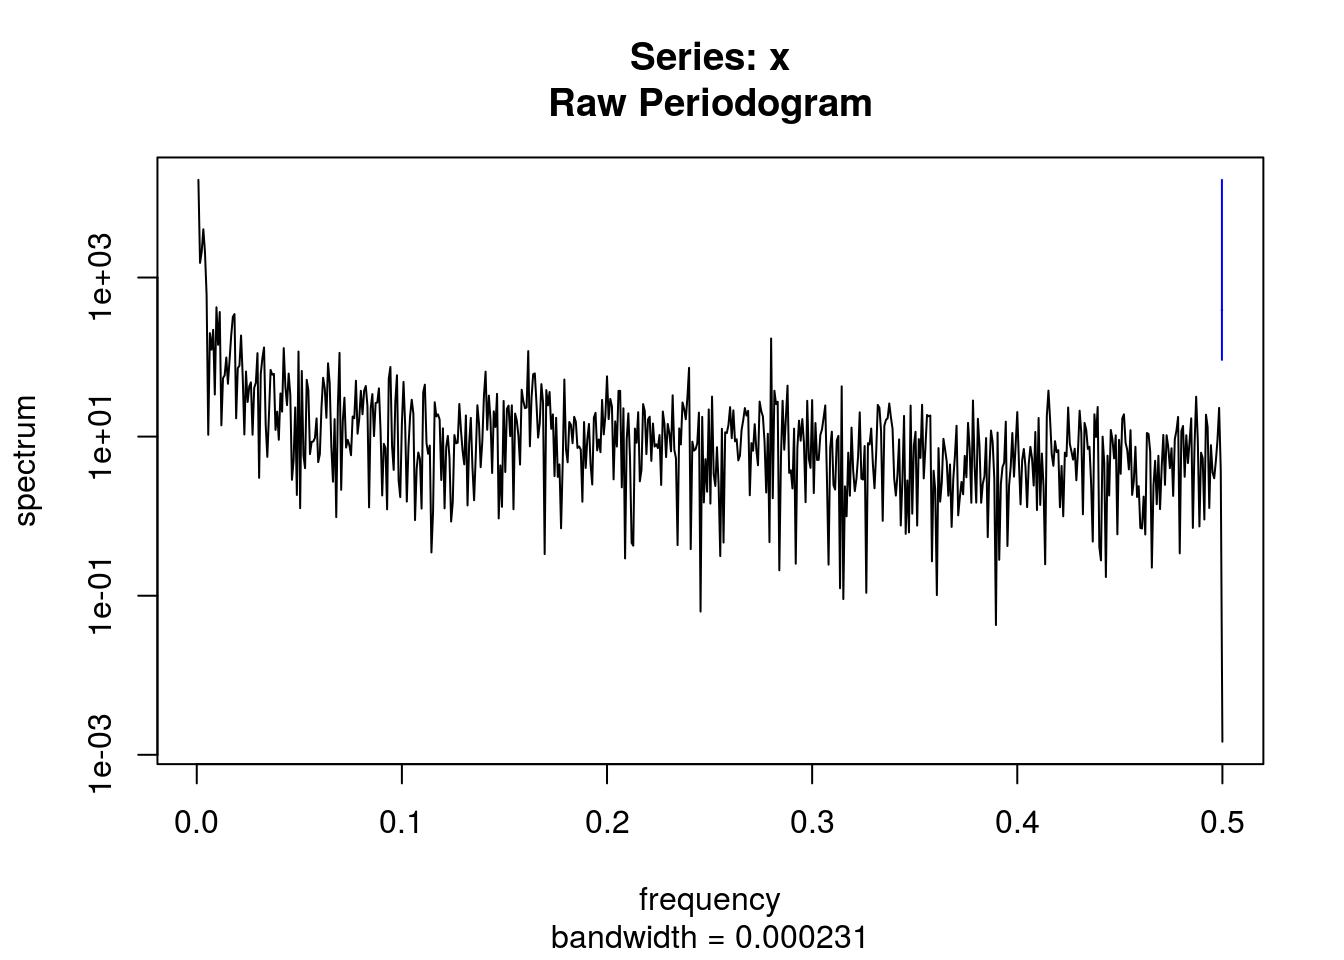 Series: x
Raw Periodogram
spectrum
1e+03
1e+01
1e-01
1e-03
0.0 0.1 0.2 0.3 0.4 0.5
frequency
bandwidth = 0.000231